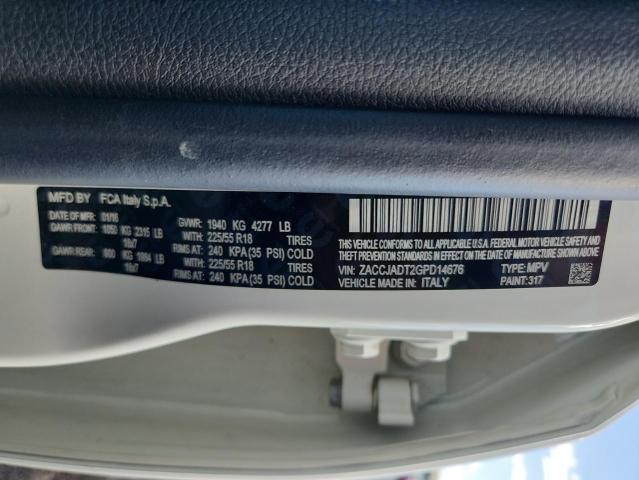 MFD BY FCA Italy S.p.A.
DATE OF MFR: 01/16 GVWR: 1940 KG 4277 LB
GAWR FRONT: 1050 KG 2315 LB WITH: 225/55 R18 TIRES
18x7 RIMS AT: 240 KPA (35 PSI) COLD
GAWR REAR: 900 KG 1984 LB WITH: 225/55 R18 TIRES
18x7 RIMS AT: 240 KPA (35 PSI) COLD
THIS VEHICLE CONFORMS TO ALL APPLICABLE U.S.A. FEDERAL MOTOR VEHICLE SAFETY, BUMPER AND
THEFT PREVENTION STANDARDS IN EFFECT ON THE DATE OF MANUFACTURE SHOWN ABOVE.
VIN: ZACCJADT2GPD14676 TYPE: MPV
VEHICLE MADE IN: ITALY PAINT: 317